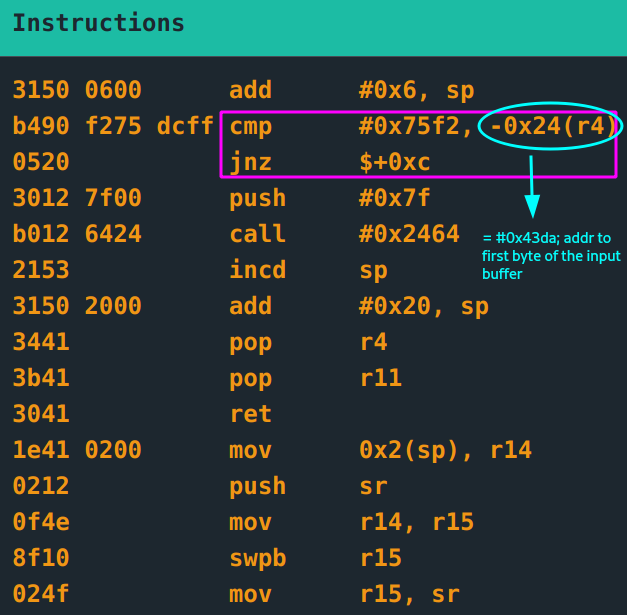 Instructions
3150 0600 add #0x6, sp
b490 f275 dcff cmp #0x75f2, -0x24(r4)
0520 jnz $+0xc
3012 7f00 push #0x7f
b012 6424 call #0x2464
= #0x43da; addr to
first byte of the input
buffer
2153 incd sp
3150 2000 add #0x20, sp
3441 pop r4
3b41 pop r11
3041 ret
1e41 0200 mov 0x2(sp), r14
0212 push sr
0f4e mov r14, r15
8f10 swpb r15
024f mov r15, sr